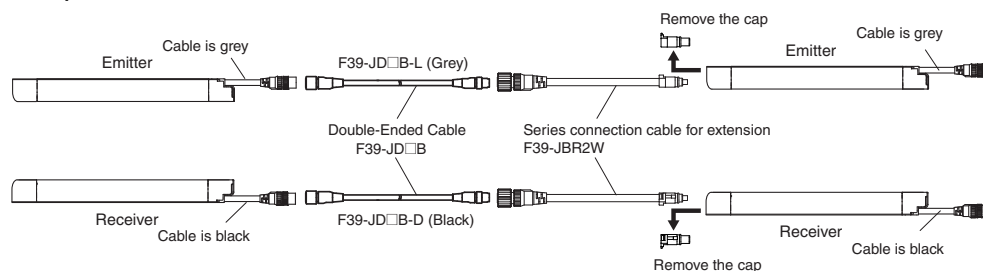 Remove the cap
Cable is grey
Emitter
F39-JD□B-L (Grey)
Emitter
Cable is grey
Double-Ended Cable
F39-JD□B
Series connection cable for extension
F39-JBR2W
Receiver
Cable is black
F39-JD□B-D (Black)
Receiver
Cable is black
Remove the cap